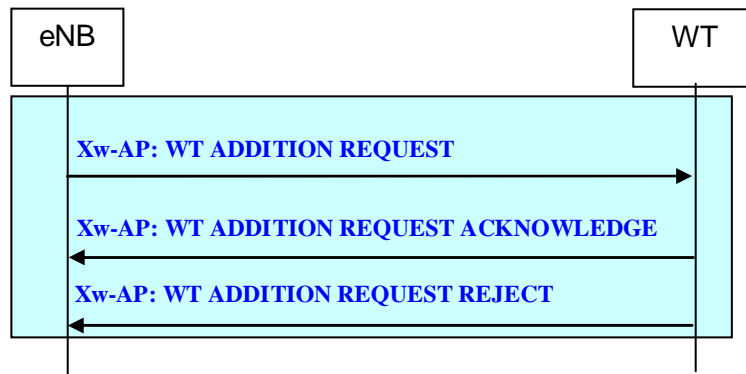 eNB
WT
Xw-AP: WT ADDITION REQUEST
Xw-AP: WT ADDITION REQUEST ACKNOWLEDGE
Xw-AP: WT ADDITION REQUEST REJECT